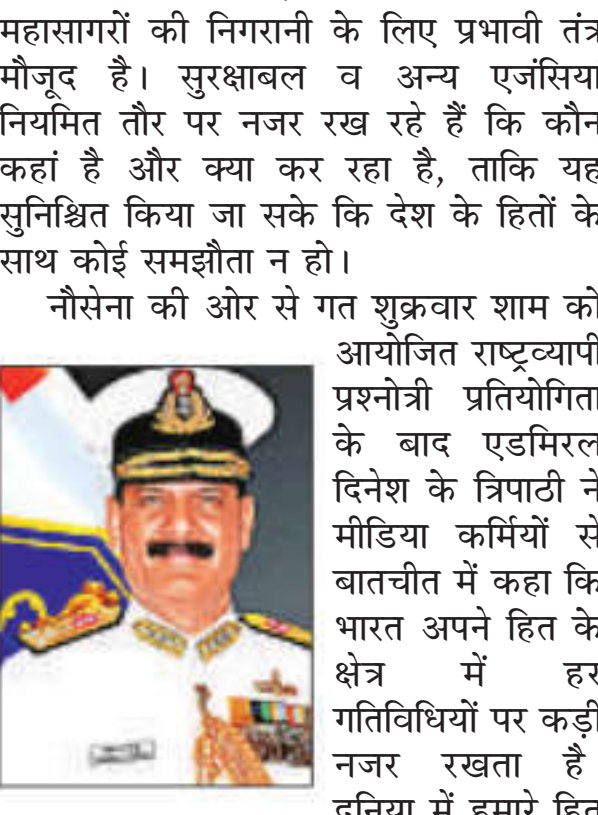 महासागरों की निगरानी के लिए प्रभावी तंत्र
मौजूद है। सुरक्षाबल व अन्य एजंसियां
नियमित तौर पर नजर रख रहे हैं कि कौन
कहां है और क्या कर रहा है, ताकि यह
सुनिश्चित किया जा सके कि देश के हितों के
साथ कोई समझौता न हो।
नौसेना की ओर से गत शुक्रवार शाम को
आयोजित राष्ट्रव्यापी
प्रश्नोत्री प्रतियोगिता
के बाद एडमिरल
दिनेश के त्रिपाठी ने
मीडिया कर्मियों से
बातचीत में कहा कि
भारत अपने हित के
क्षेत्र में हर
गतिविधियों पर कड़ी
नजर रखता है
दुनिया में हमारे हित